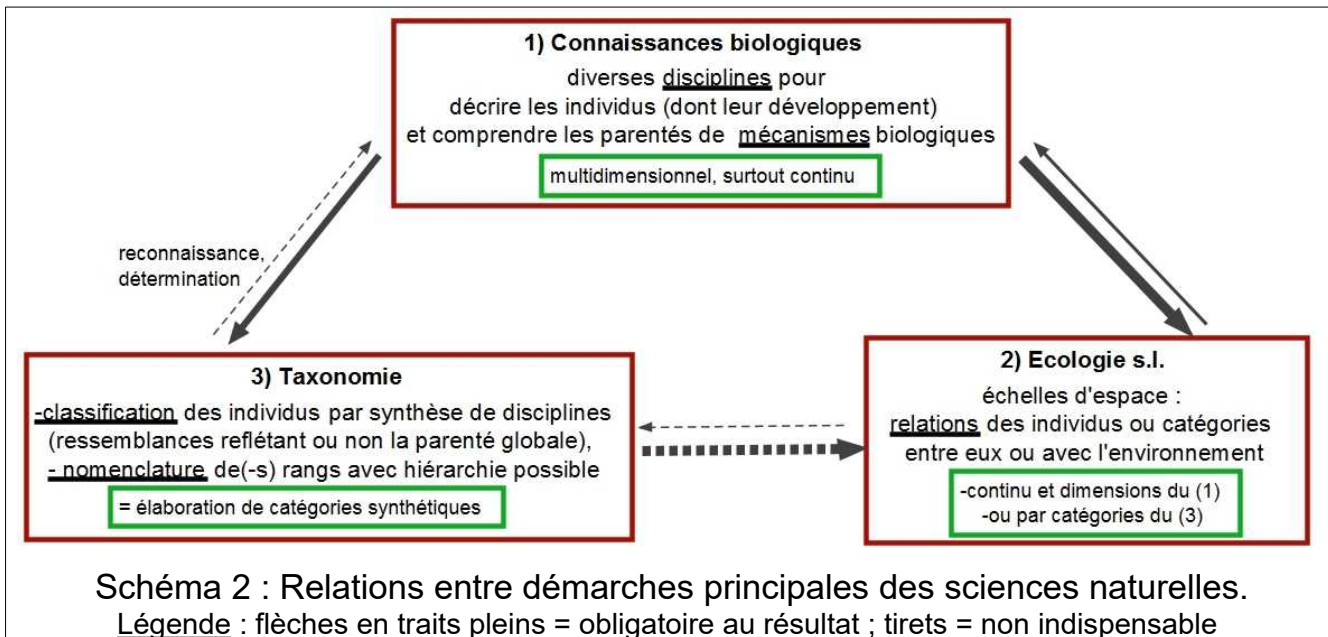 1) Connaissances biologiques
diverses disciplines pour
décrire les individus (dont leur développement)
et comprendre les parentés de mécanismes biologiques
multidimensionnel, surtout continu
reconnaissance,
détermination
3) Taxonomie
-classification des individus par synthèse de disciplines
(ressemblances reflétant ou non la parenté globale),
- nomenclature de(-s) rangs avec hiérarchie possible
= élaboration de catégories synthétiques
2) Ecologie s.l.
échelles d'espace :
relations des individus ou catégories
entre eux ou avec l'environnement
-continu et dimensions du (1)
-ou par catégories du (3)
Schéma 2 : Relations entre démarches principales des sciences naturelles.
Légende : flèches en traits pleins = obligatoire au résultat ; tirets = non indispensable